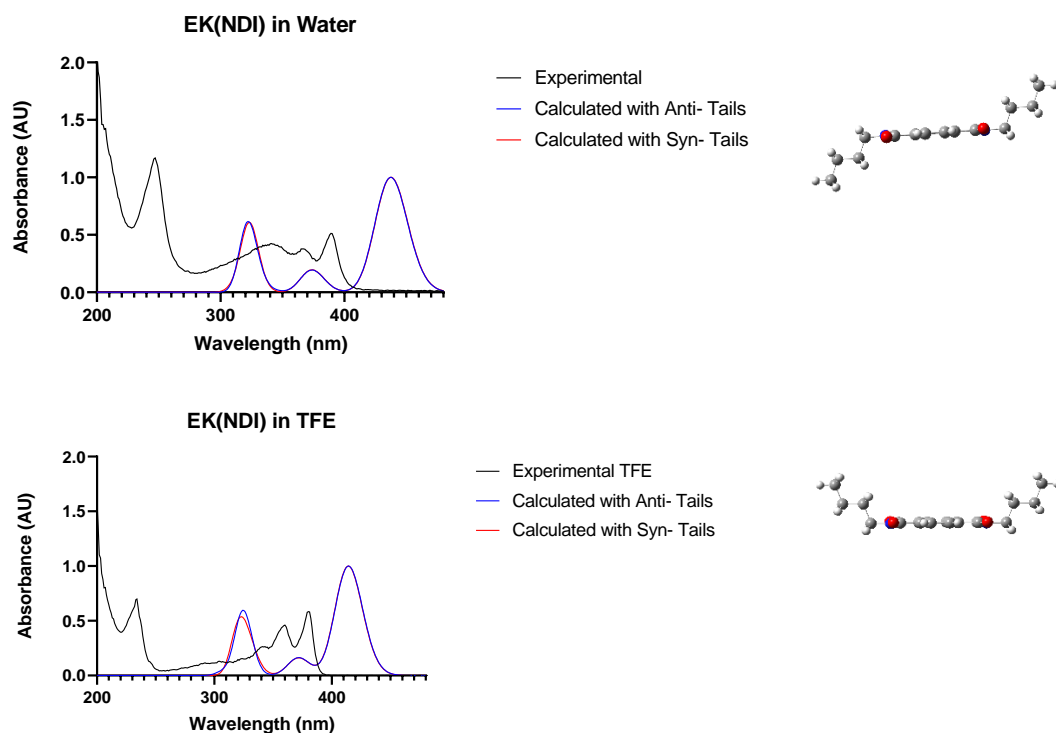 EK(NDI) in Water
2.0
1.5
1.0
0.5
0.0
200
300
400
Absorbance (AU)
Wavelength (nm)
Experimental
Calculated with Anti- Tails
Calculated with Syn- Tails
EK(NDI) in TFE
2.0
1.5
1.0
0.5
0.0
200
300
400
Absorbance (AU)
Wavelength (nm)
Experimental TFE
Calculated with Anti- Tails
Calculated with Syn- Tails